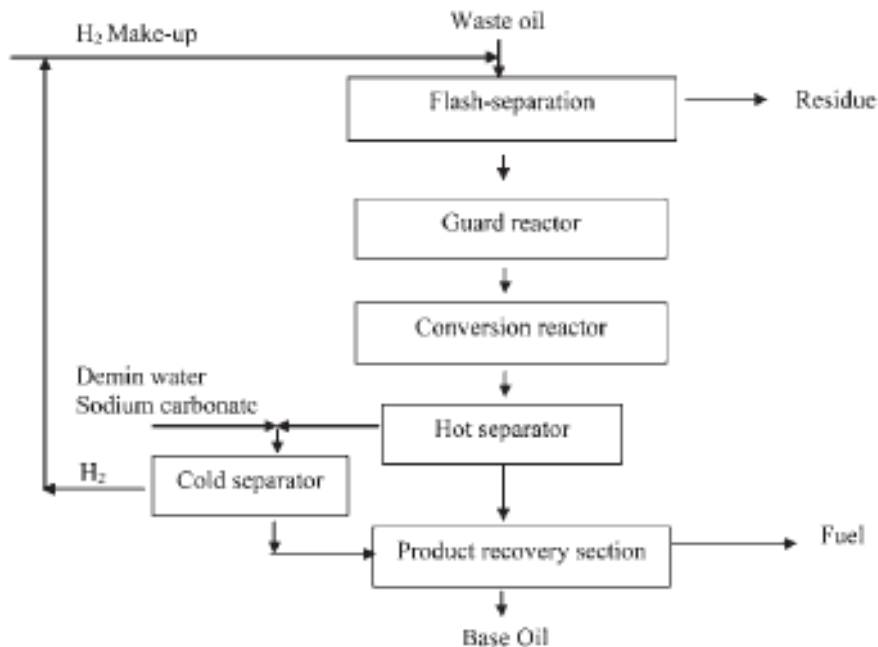 H₂ Make-up
Waste oil
Flash-separation
Residue
Guard reactor
Conversion reactor
Demin water
Sodium carbonate
Hot separator
H₂
Cold separator
Product recovery section
Fuel
Base Oil